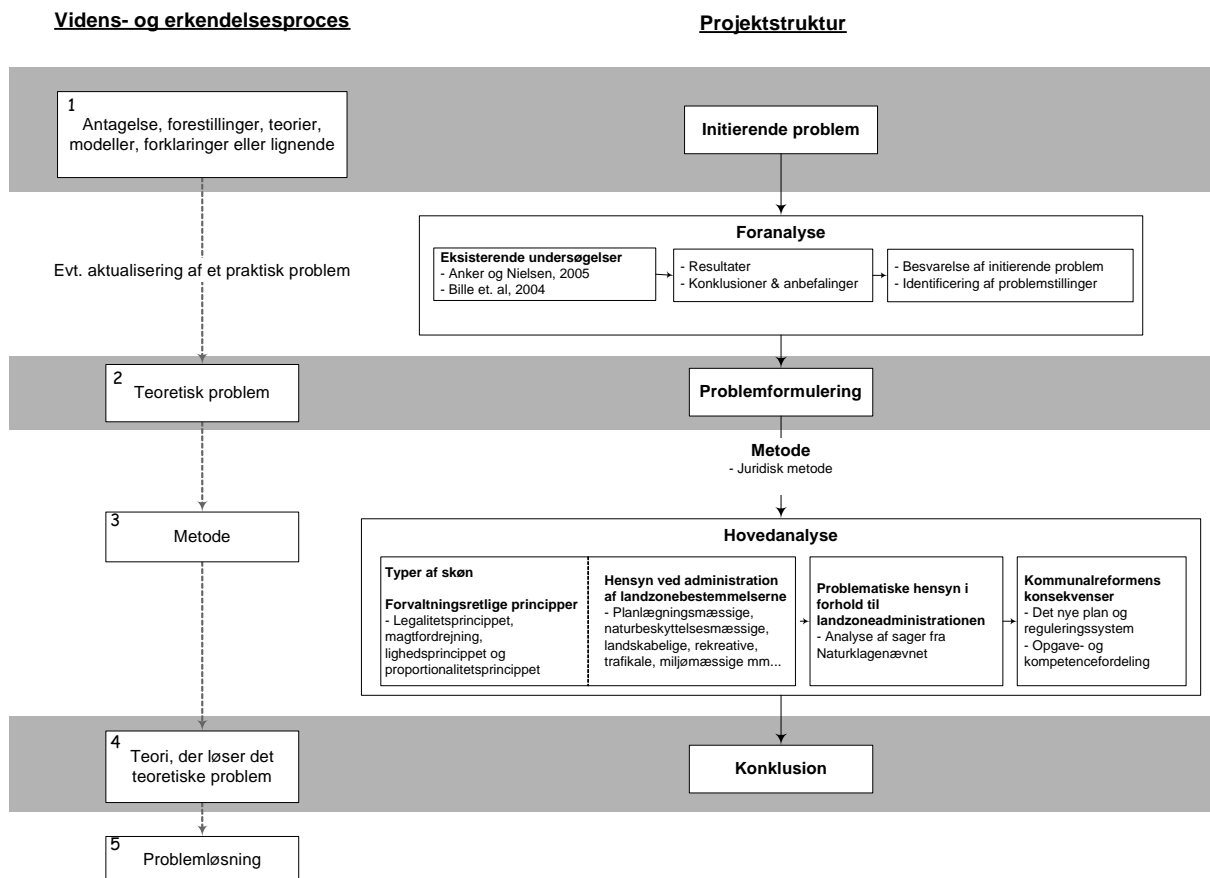 Videns- og erkendelsesproces
Projektstruktur
1
Antagelse, forestillinger, teorier,
modeller, forklaringer eller lignende
Initierende problem
Evt. aktualisering af et praktisk problem
Foranalyse
Eksisterende undersøgelser
- Anker og Nielsen, 2005
- Bille et. al, 2004
- Resultater
- Konklusioner & anbefalinger
- Besvarelse af initierende problem
- Identificering af problemstillinger
2
Teoretisk problem
Problemformulering
Metode
- Juridisk metode
3
Metode
Hovedanalyse
Typer af skøn
Forvaltningsretlige principper
- Legalitetsprincippet,
magtfordrejning,
lighedsprincippet og
proportionalitetsprincippet
Hensyn ved administration
af landzonebestemmelserne
- Planlægningsmæssige,
naturbeskyttelsesmæssige,
landskabelige, rekreative,
trafikale, miljømæssige mm...
Problematiske hensyn i
forhold til
landzoneadministrationen
- Analyse af sager fra
Naturklagenævnet
Kommunalreformens
konsekvenser
- Det nye plan og
reguleringssystem
- Opgave- og
kompetencefordeling
4
Teori, der løser det
teoretiske problem
Konklusion
5
Problemløsning